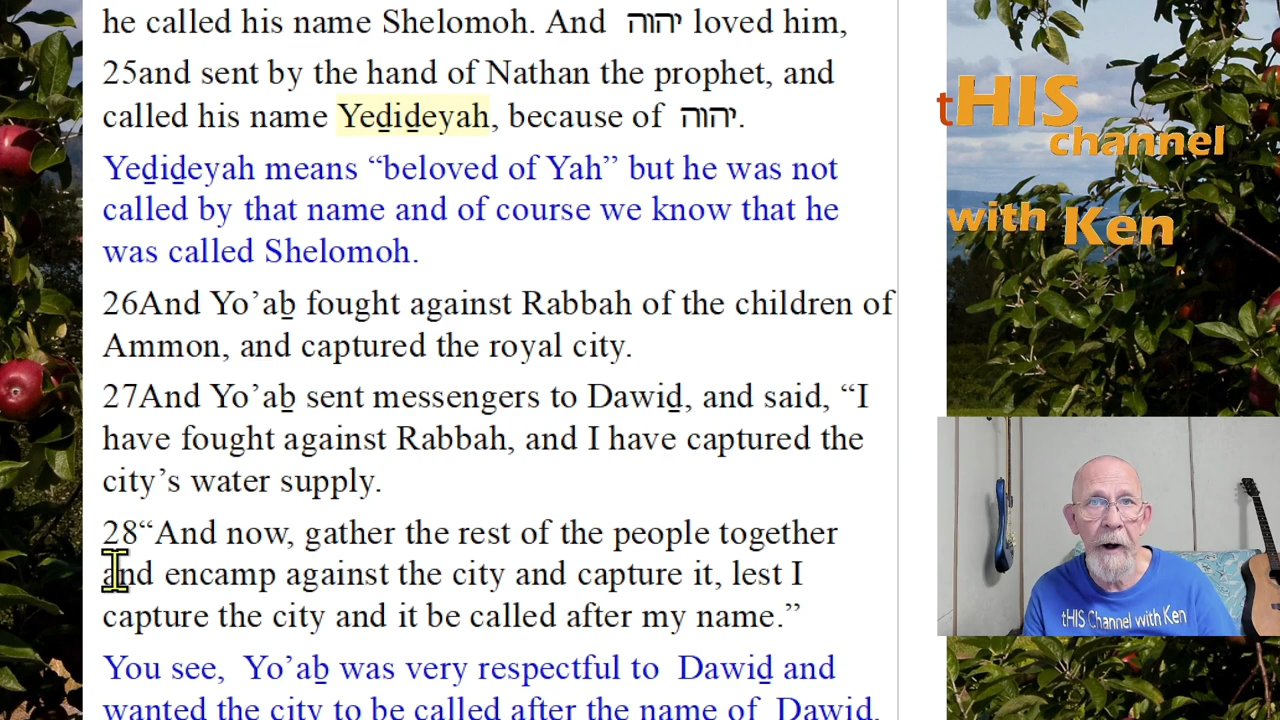 he called his name Shelomoh. And יהוה loved him,
25and sent by the hand of Nathan the prophet, and
called his name Yeḏiḏeyah, because of יהוה.
Yeḏiḏeyah means “beloved of Yah” but he was not
called by that name and of course we know that he
was called Shelomoh.
26And Yo’aḇ fought against Rabbah of the children of
Ammon, and captured the royal city.
27And Yo’aḇ sent messengers to Dawiḏ, and said, “I
have fought against Rabbah, and I have captured the
city’s water supply.
28“And now, gather the rest of the people together
and encamp against the city and capture it, lest I
capture the city and it be called after my name.”
You see, Yo’aḇ was very respectful to Dawiḏ and
wanted the city to be called after the name of Dawiḏ.
tHIS
channel
with Ken
tHIS Channel with Ken